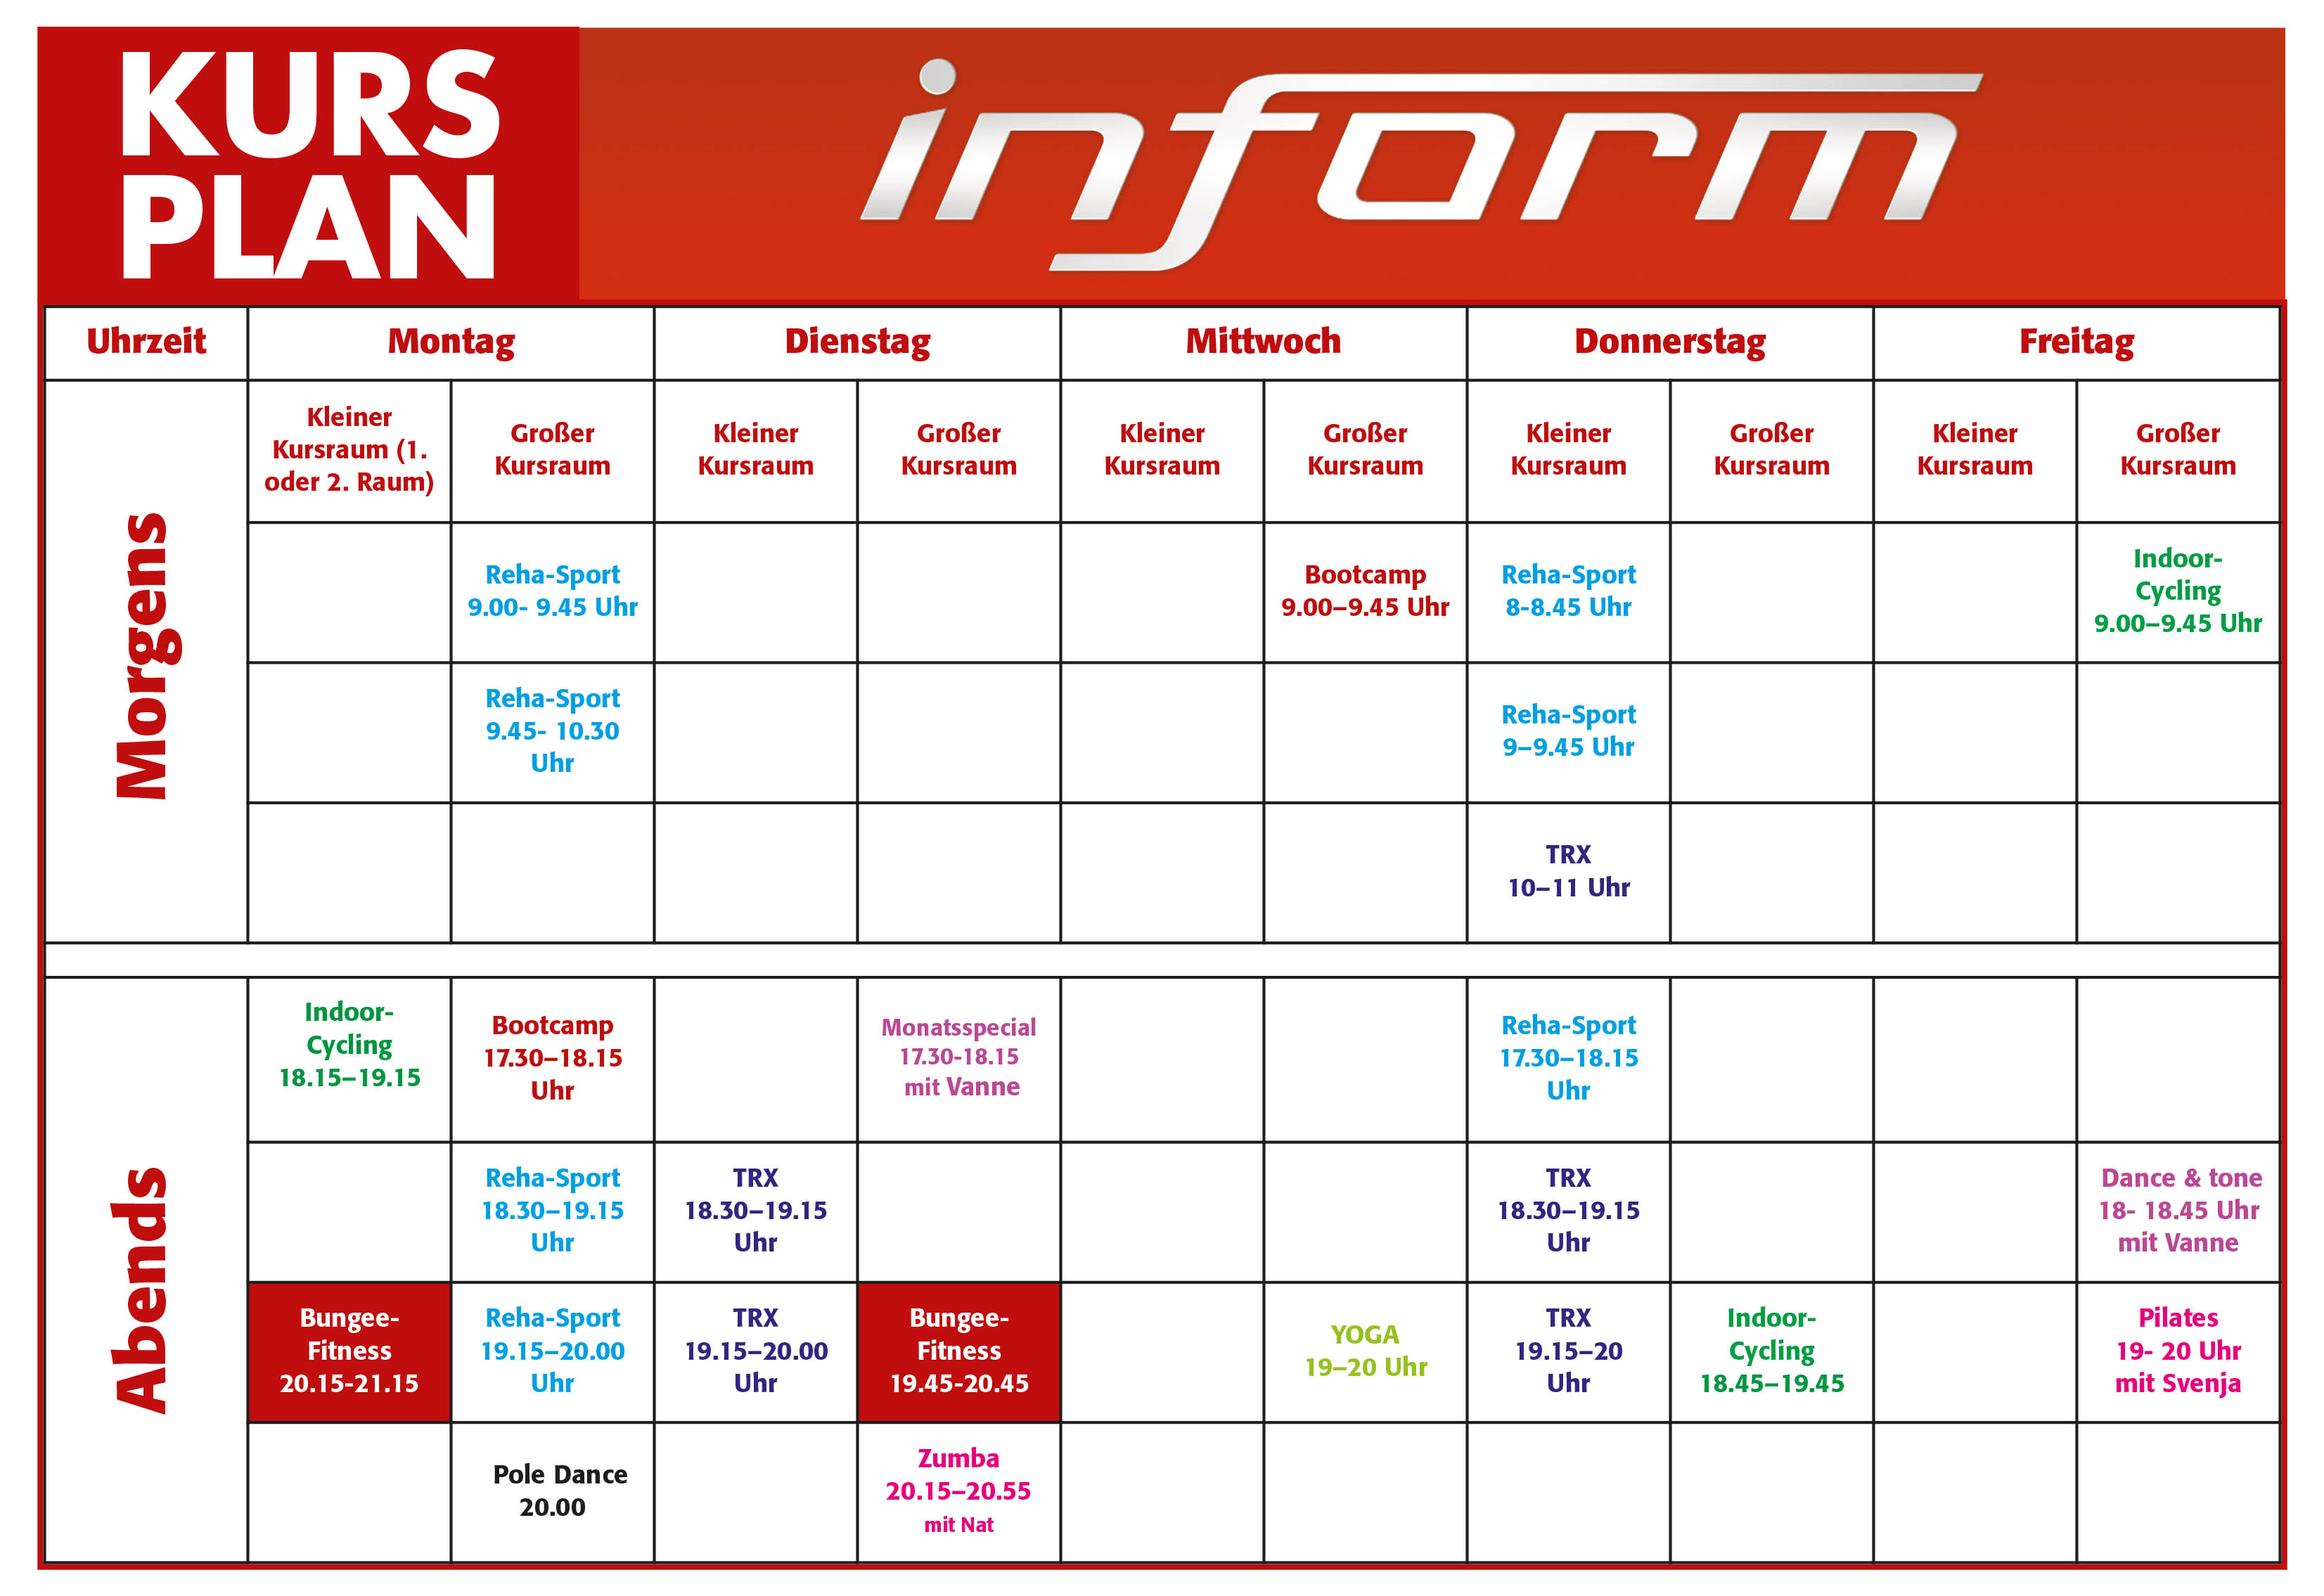 KURS
PLAN
inform
Uhrzeit Montag Dienstag Mittwoch Donnerstag Freitag
Morgens
Kleiner
Kursraum (1.
oder 2. Raum)
Großer
Kursraum
Kleiner
Kursraum
Großer
Kursraum
Kleiner
Kursraum
Großer
Kursraum
Kleiner
Kursraum
Großer
Kursraum
Kleiner
Kursraum
Großer
Kursraum
Reha-Sport
9.00- 9.45 Uhr
Bootcamp
9.00–9.45 Uhr
Reha-Sport
8-8.45 Uhr
Indoor-
Cycling
9.00–9.45 Uhr
Reha-Sport
9.45- 10.30
Uhr
Reha-Sport
9–9.45 Uhr
TRX
10–11 Uhr
Abends
Indoor-
Cycling
18.15–19.15
Bootcamp
17.30–18.15
Uhr
Monatsspecial
17.30-18.15
mit Vanne
Reha-Sport
17.30–18.15
Uhr
Reha-Sport
18.30–19.15
Uhr
TRX
18.30–19.15
Uhr
TRX
18.30–19.15
Uhr
Dance & tone
18- 18.45 Uhr
mit Vanne
Bungee-
Fitness
20.15-21.15
Reha-Sport
19.15–20.00
Uhr
TRX
19.15–20.00
Uhr
Bungee-
Fitness
19.45-20.45
YOGA
19–20 Uhr
TRX
19.15–20
Uhr
Indoor-
Cycling
18.45–19.45
Pilates
19- 20 Uhr
mit Svenja
Pole Dance
20.00
Zumba
20.15–20.55
mit Nat